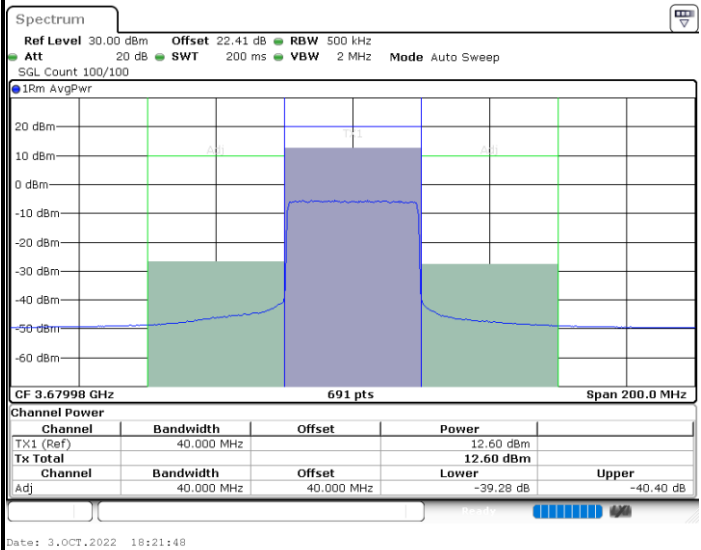 Spectrum
Ref Level 30.00 dBm Offset 22.41 dB RBW 500 kHz
Att 20 dB SWT 200 ms VBW 2 MHz Mode Auto Sweep
SGL Count 100/100
1Rm AvgPwr
20 dBm
TX1
Adj Adj
10 dBm
0 dBm
-10 dBm
-20 dBm
-30 dBm
-40 dBm
-50 dBm
-60 dBm
CF 3.67998 GHz 691 pts Span 200.0 MHz
Channel Power
Channel Bandwidth Offset Power
TX1 (Ref) 40.000 MHz 12.60 dBm
Tx Total 12.60 dBm
Channel Bandwidth Offset Lower Upper
Adj 40.000 MHz 40.000 MHz -39.28 dB -40.40 dB
Ready
Date: 3.OCT.2022 18:21:48